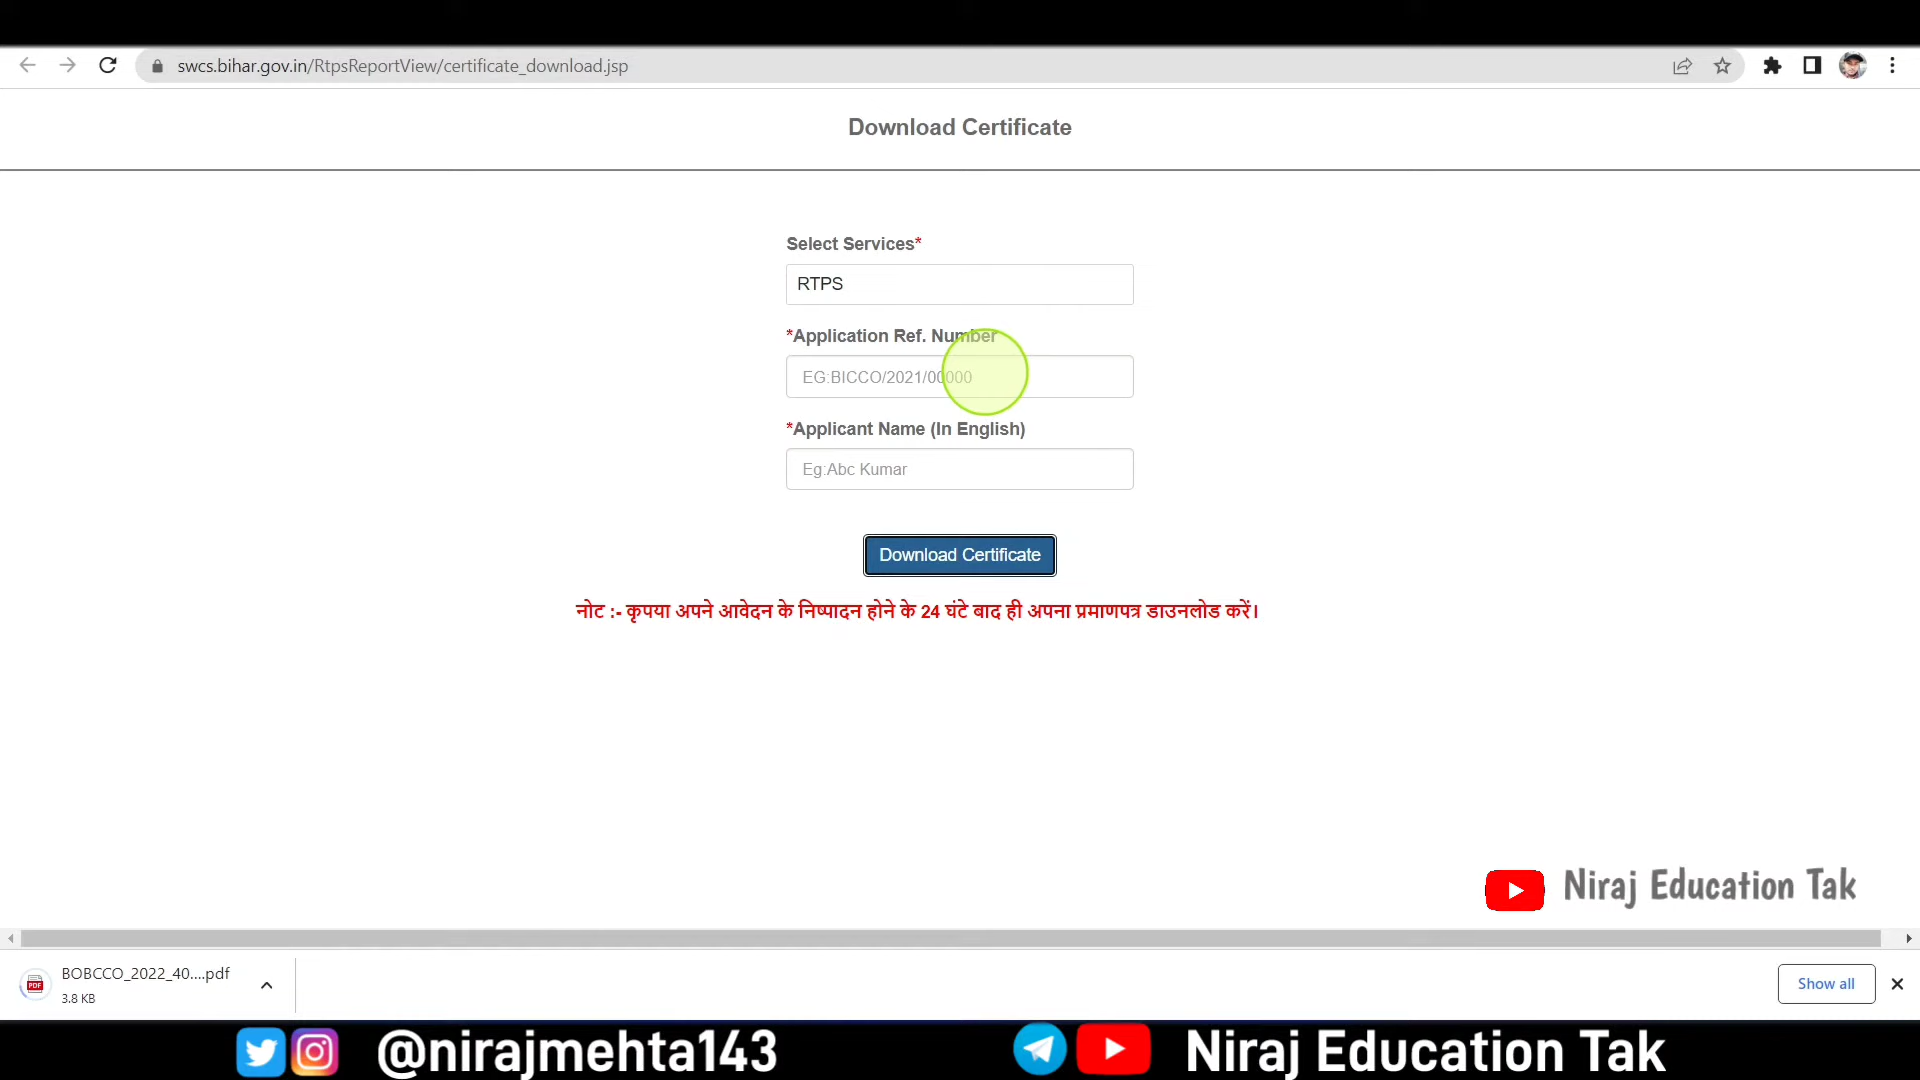 swcs.bihar.gov.in/RtpsReportView/certificate_download.jsp
Download Certificate
Select Services*
RTPS
*Application Ref. Number
EG:BICCO/2021/00000
*Applicant Name (In English)
Eg:Abc Kumar
Download Certificate
नोट :- कृपया अपने आवेदन के निष्पादन होने के 24 घंटे बाद ही अपना प्रमाणपत्र डाउनलोड करें।
Niraj Education Tak
BOBCCO_2022_40....pdf
3.8 KB
Show all
@nirajmehta143
Niraj Education Tak